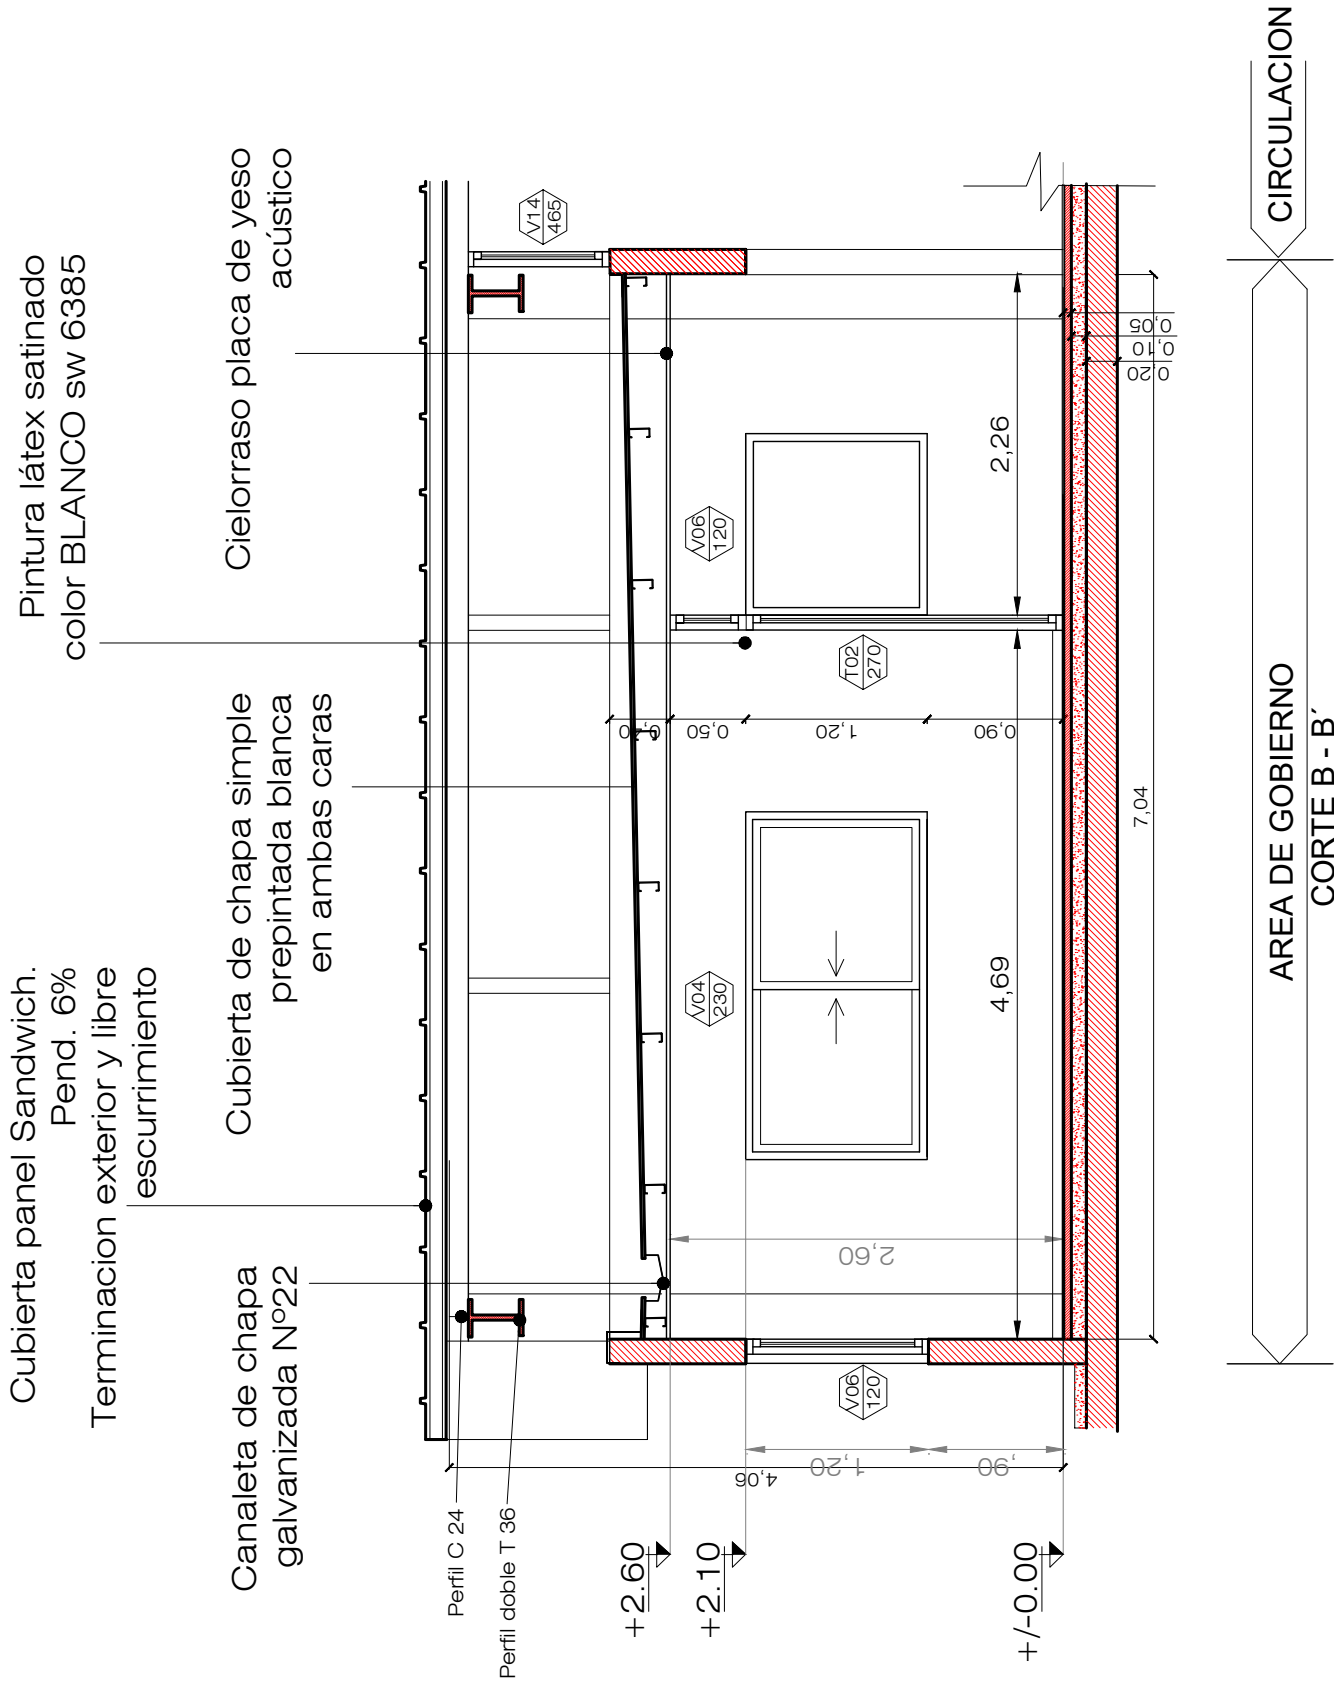 Cubierta panel Sandwich.
Pend. 6%
Terminacion exterior y libre
escurrimiento
Pintura látex satinado
color BLANCO sw 6385
Canaleta de chapa
galvanizada Nº22
Cubierta de chapa simple
prepintada blanca
en ambas caras
Cielorraso placa de yeso
acústico
Perfil C 24
Perfil doble T 36
V14
465
+2.60
+2.10
+/-0.00
V04
230
V06
120
T02
270
V06
120
0,50
1,20
0,90
2,60
4,69
2,26
4,06
1,20
,90
0,05
0,10
0,20
7,04
AREA DE GOBIERNO
CORTE B - B´
CIRCULACION